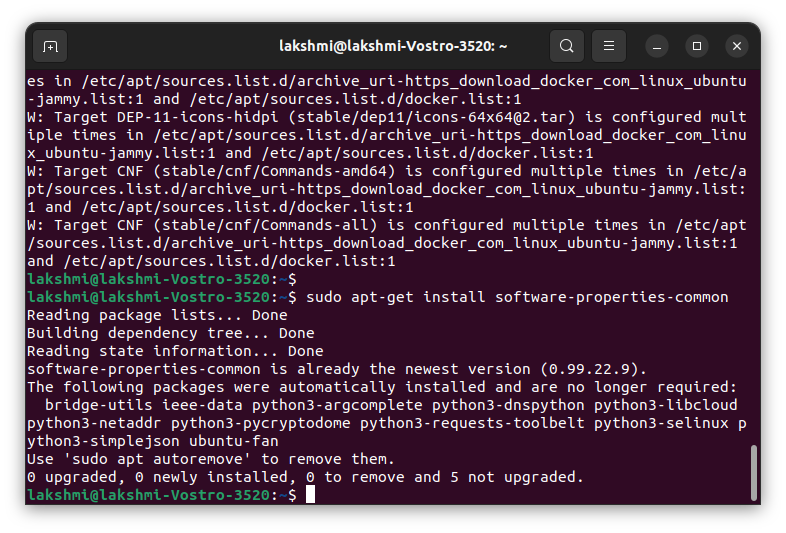 lakshmi@lakshmi-Vostro-3520: ~
es in /etc/apt/sources.list.d/archive_uri-https_download_docker_com_linux_ubuntu
-jammy.list:1 and /etc/apt/sources.list.d/docker.list:1
W: Target DEP-11-icons-hidpi (stable/dep11/icons-64x64@2.tar) is configured mult
iple times in /etc/apt/sources.list.d/archive_uri-https_download_docker_com_linu
x_ubuntu-jammy.list:1 and /etc/apt/sources.list.d/docker.list:1
W: Target CNF (stable/cnf/Commands-amd64) is configured multiple times in /etc/a
pt/sources.list.d/archive_uri-https_download_docker_com_linux_ubuntu-jammy.list:
1 and /etc/apt/sources.list.d/docker.list:1
W: Target CNF (stable/cnf/Commands-all) is configured multiple times in /etc/apt
/sources.list.d/archive_uri-https_download_docker_com_linux_ubuntu-jammy.list:1
and /etc/apt/sources.list.d/docker.list:1
lakshmi@lakshmi-Vostro-3520:~$
lakshmi@lakshmi-Vostro-3520:~$ sudo apt-get install software-properties-common
Reading package lists... Done
Building dependency tree... Done
Reading state information... Done
software-properties-common is already the newest version (0.99.22.9).
The following packages were automatically installed and are no longer required:
bridge-utils ieee-data python3-argcomplete python3-dnspython python3-libcloud
python3-netaddr python3-pycryptodome python3-requests-toolbelt python3-selinux p
ython3-simplejson ubuntu-fan
Use 'sudo apt autoremove' to remove them.
0 upgraded, 0 newly installed, 0 to remove and 5 not upgraded.
lakshmi@lakshmi-Vostro-3520:~$